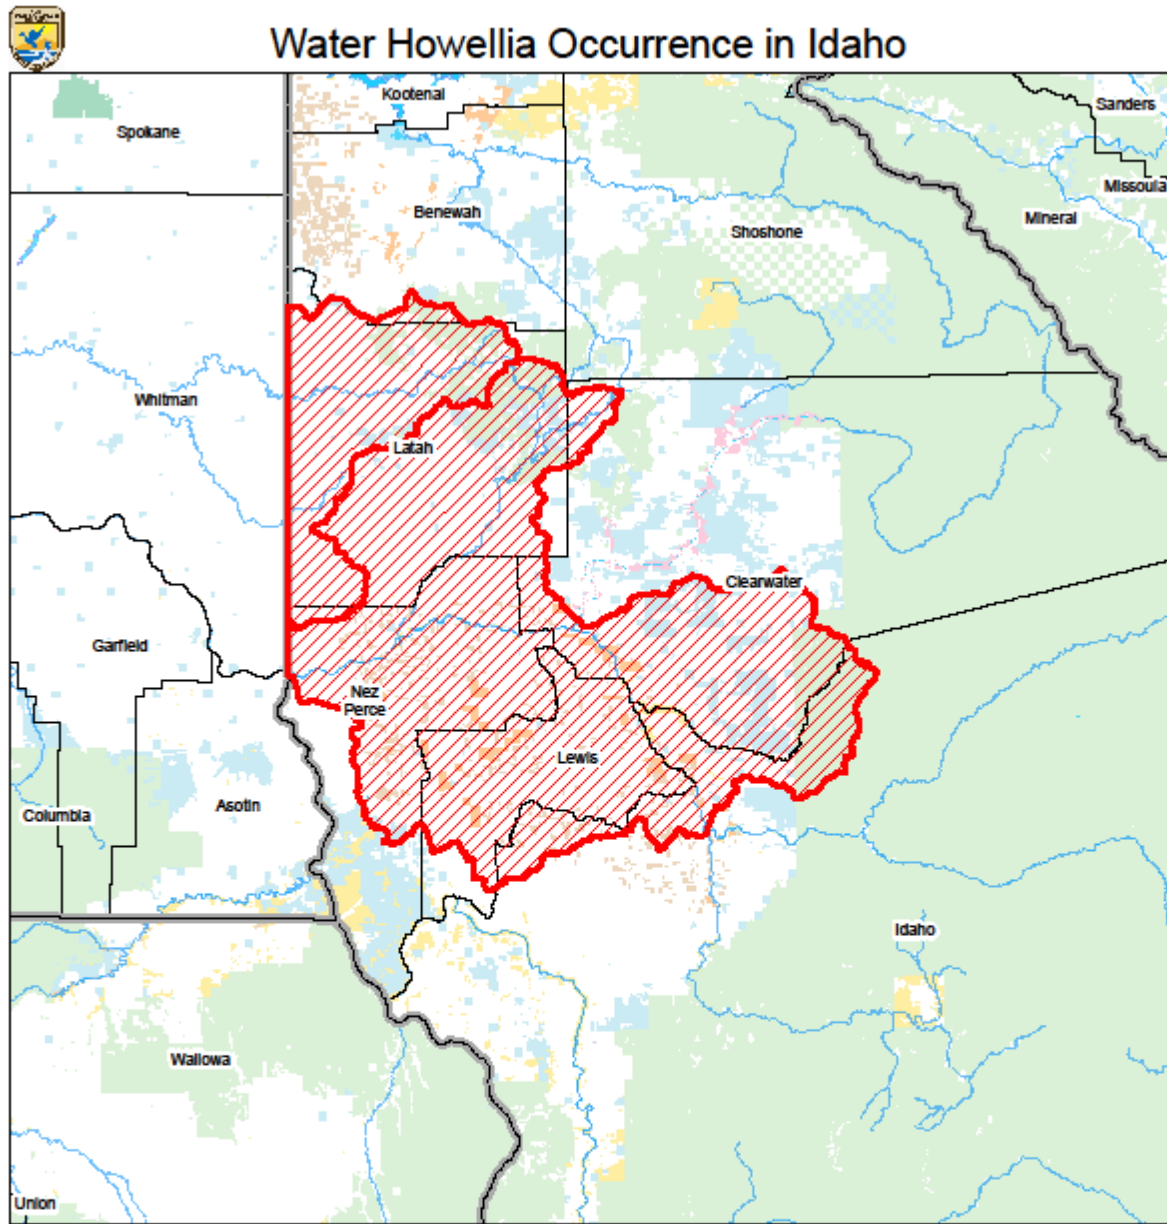 Water Howellia Occurrence in Idaho
Kootenai
Sanders
Spokane
Missoula
Benewah
Mineral
Shoshone
Whitman
Latah
Clearwater
Garfield
Nez
Perce
Lewis
Asotin
Columbia
Idaho
Wallowa
Union